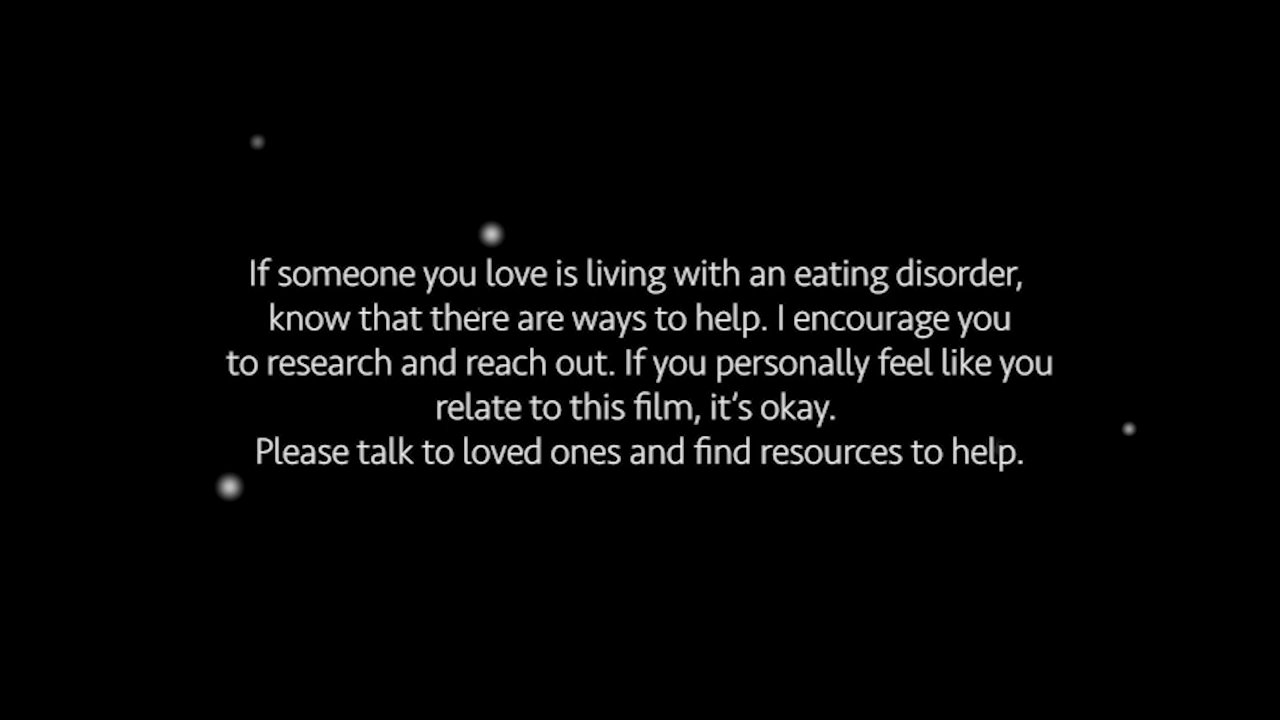 If someone you love is living with an eating disorder,
know that there are ways to help. I encourage you
to research and reach out. If you personally feel like you
relate to this film, it's okay.
Please talk to loved ones and find resources to help.